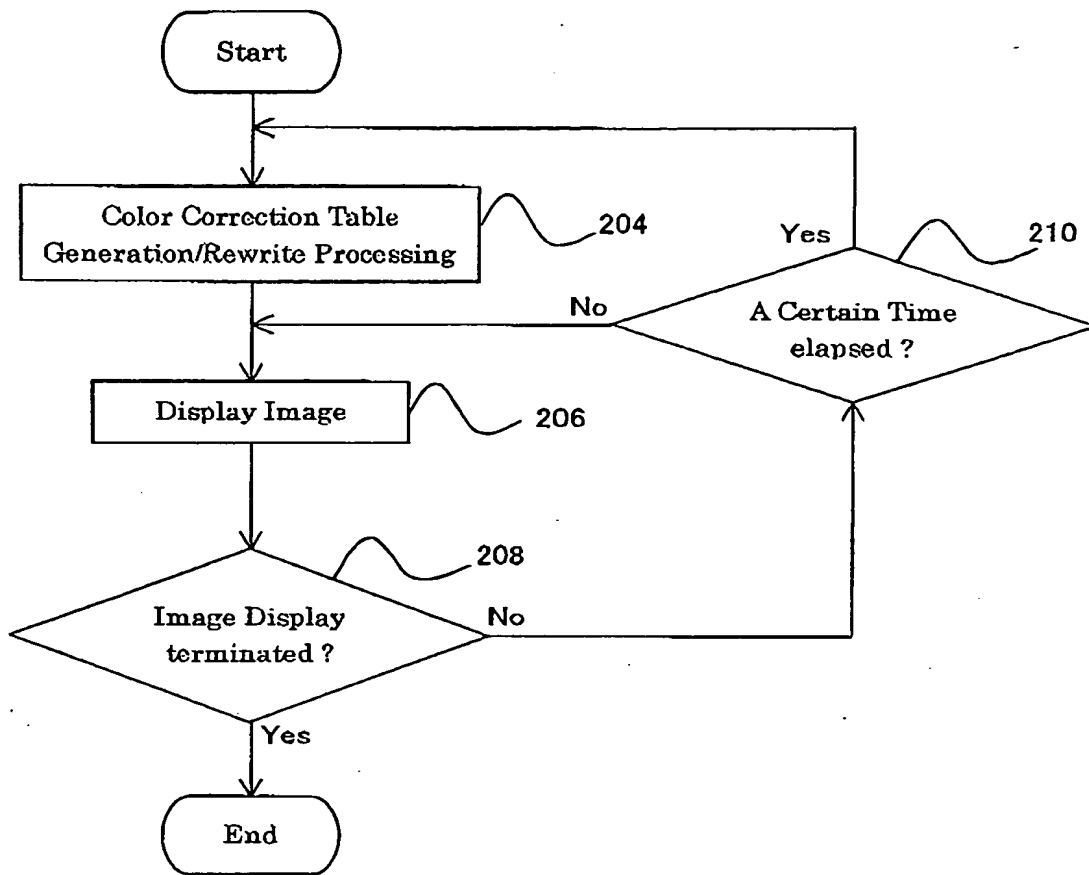 Start
Color Correction Table
Generation/Rewrite Processing
204
Yes
210
No
A Certain Time
elapsed ?
Display Image
206
208
Image Display
terminated ?
No
Yes
End